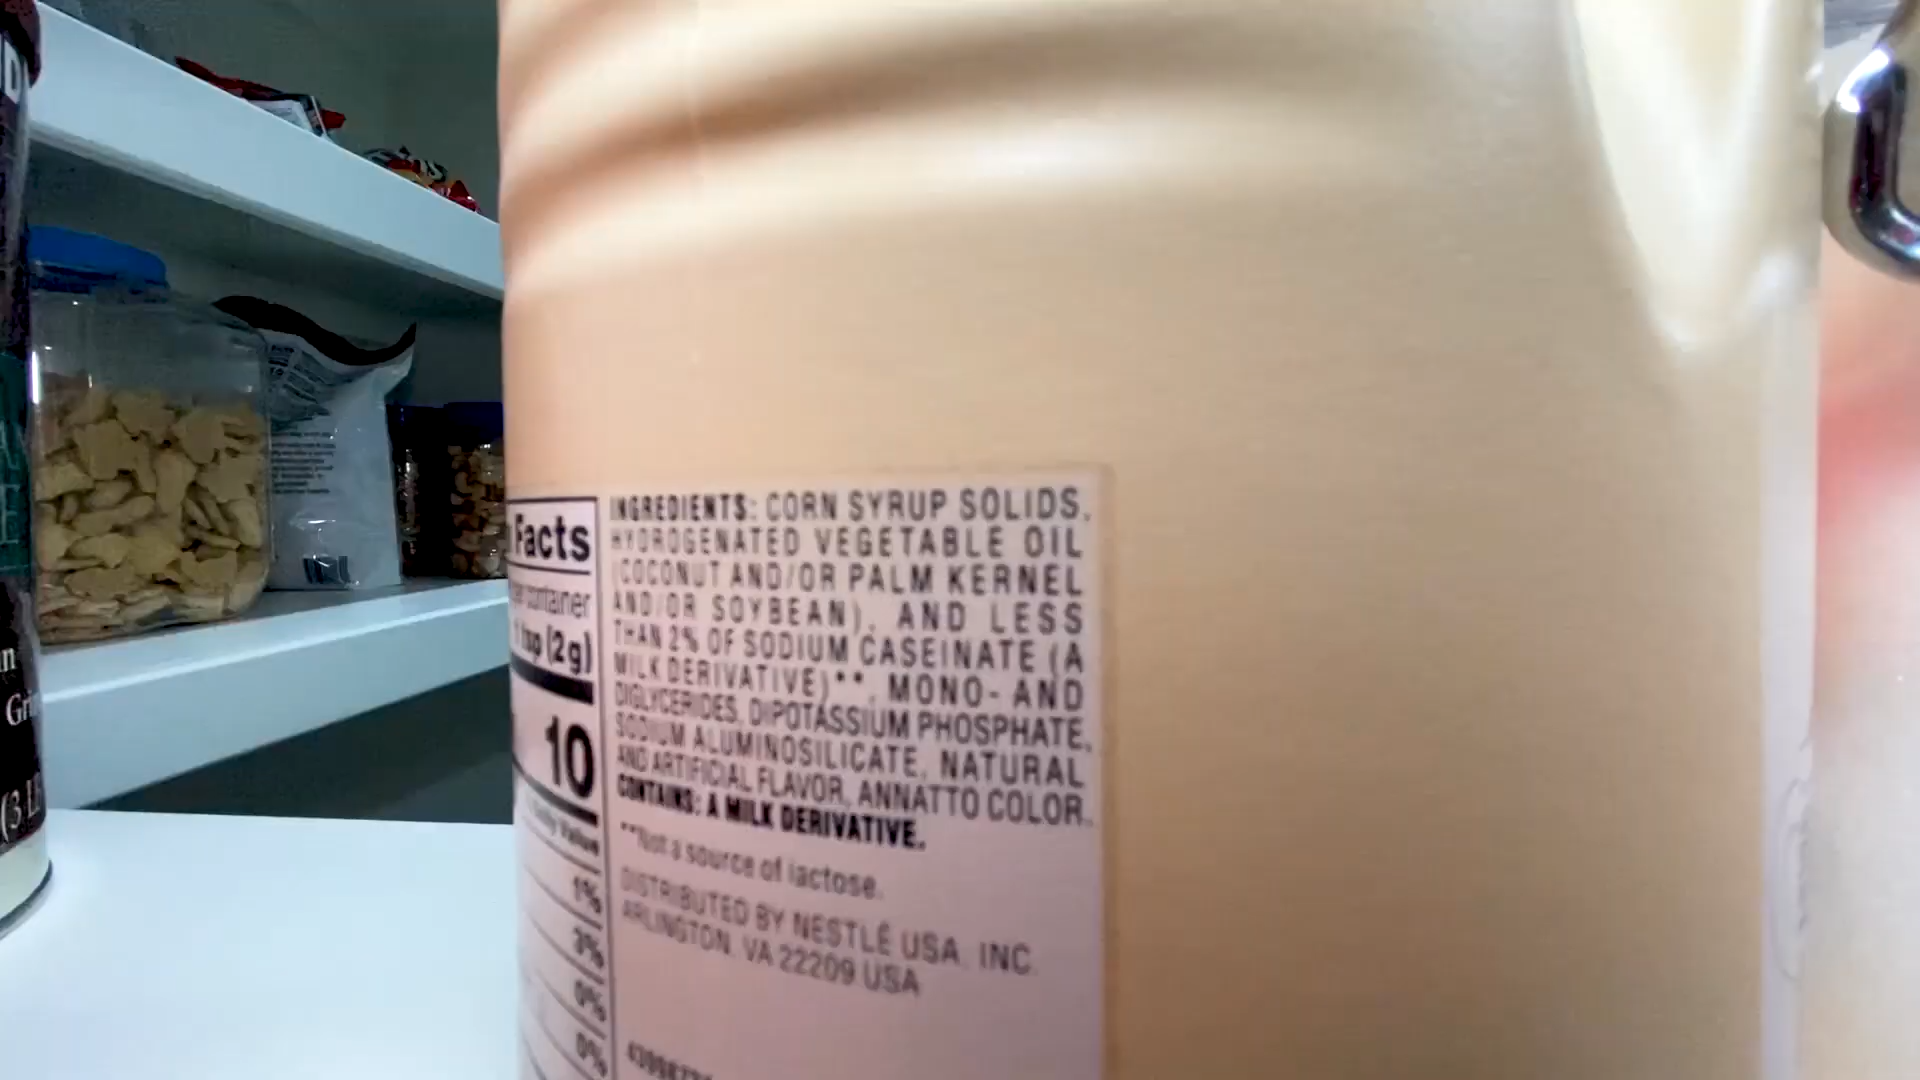 Facts
container
1 tsp (2g)
10
Daily Value
1%
3%
0%
0%
INGREDIENTS: CORN SYRUP SOLIDS,
HYDROGENATED VEGETABLE OIL
(COCONUT AND/OR PALM KERNEL
AND/OR SOYBEAN), AND LESS
THAN 2% OF SODIUM CASEINATE (A
MILK DERIVATIVE)**, MONO- AND
DIGLYCERIDES, DIPOTASSIUM PHOSPHATE,
SODIUM ALUMINOSILICATE, NATURAL
AND ARTIFICIAL FLAVOR, ANNATTO COLOR.
CONTAINS: A MILK DERIVATIVE.
**Not a source of lactose.
DISTRIBUTED BY NESTLÉ USA, INC.
ARLINGTON, VA 22209 USA